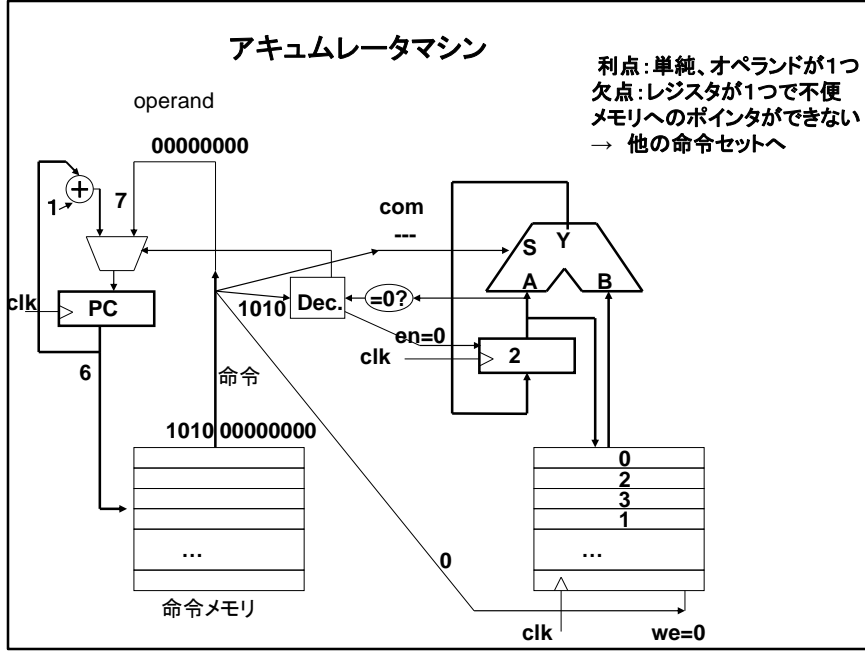 アキュムレータマシン
利点：単純、オペランドが１つ
欠点：レジスタが１つで不便
メモリへのポインタができない
→ 他の命令セットへ
operand
00000000
+
1
7
com
---
S
Y
A
B
clk
PC
1010
Dec.
=0?
en=0
clk
2
6
命令
1010 00000000
0
2
3
1
...
...
0
命令メモリ
clk
we=0